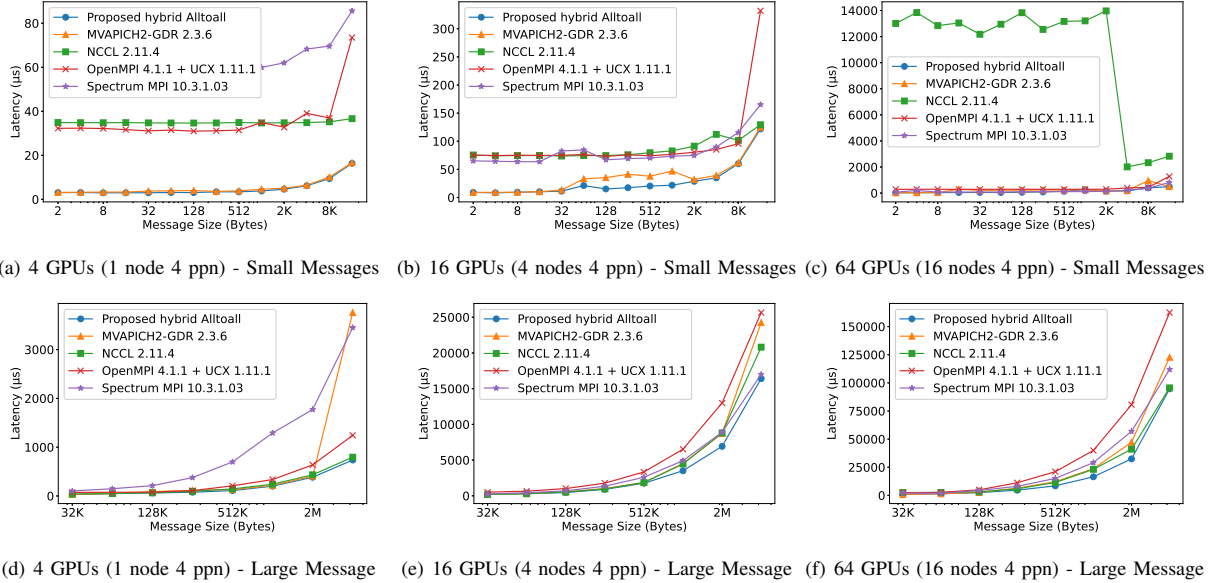 Proposed hybrid Alltoall
MVAPICH2-GDR 2.3.6
NCCL 2.11.4
OpenMPI 4.1.1 + UCX 1.11.1
Spectrum MPI 10.3.1.03
Latency (μs)
80
60
40
20
0
2 8 32 128 512 2K 8K
Message Size (Bytes)
(a) 4 GPUs (1 node 4 ppn) - Small Messages
Proposed hybrid Alltoall
MVAPICH2-GDR 2.3.6
NCCL 2.11.4
OpenMPI 4.1.1 + UCX 1.11.1
Spectrum MPI 10.3.1.03
Latency (μs)
300
250
200
150
100
50
0
2 8 32 128 512 2K 8K
Message Size (Bytes)
(b) 16 GPUs (4 nodes 4 ppn) - Small Messages
14000
12000
10000
8000
6000
4000
2000
0
Latency (μs)
Proposed hybrid Alltoall
MVAPICH2-GDR 2.3.6
NCCL 2.11.4
OpenMPI 4.1.1 + UCX 1.11.1
Spectrum MPI 10.3.1.03
2 8 32 128 512 2K 8K
Message Size (Bytes)
(c) 64 GPUs (16 nodes 4 ppn) - Small Messages
Proposed hybrid Alltoall
MVAPICH2-GDR 2.3.6
NCCL 2.11.4
OpenMPI 4.1.1 + UCX 1.11.1
Spectrum MPI 10.3.1.03
Latency (μs)
3000
2000
1000
0
32K 128K 512K 2M
Message Size (Bytes)
(d) 4 GPUs (1 node 4 ppn) - Large Message
Proposed hybrid Alltoall
MVAPICH2-GDR 2.3.6
NCCL 2.11.4
OpenMPI 4.1.1 + UCX 1.11.1
Spectrum MPI 10.3.1.03
Latency (μs)
25000
20000
15000
10000
5000
0
32K 128K 512K 2M
Message Size (Bytes)
(e) 16 GPUs (4 nodes 4 ppn) - Large Message
Proposed hybrid Alltoall
MVAPICH2-GDR 2.3.6
NCCL 2.11.4
OpenMPI 4.1.1 + UCX 1.11.1
Spectrum MPI 10.3.1.03
Latency (μs)
150000
125000
100000
75000
50000
25000
0
32K 128K 512K 2M
Message Size (Bytes)
(f) 64 GPUs (16 nodes 4 ppn) - Large Message